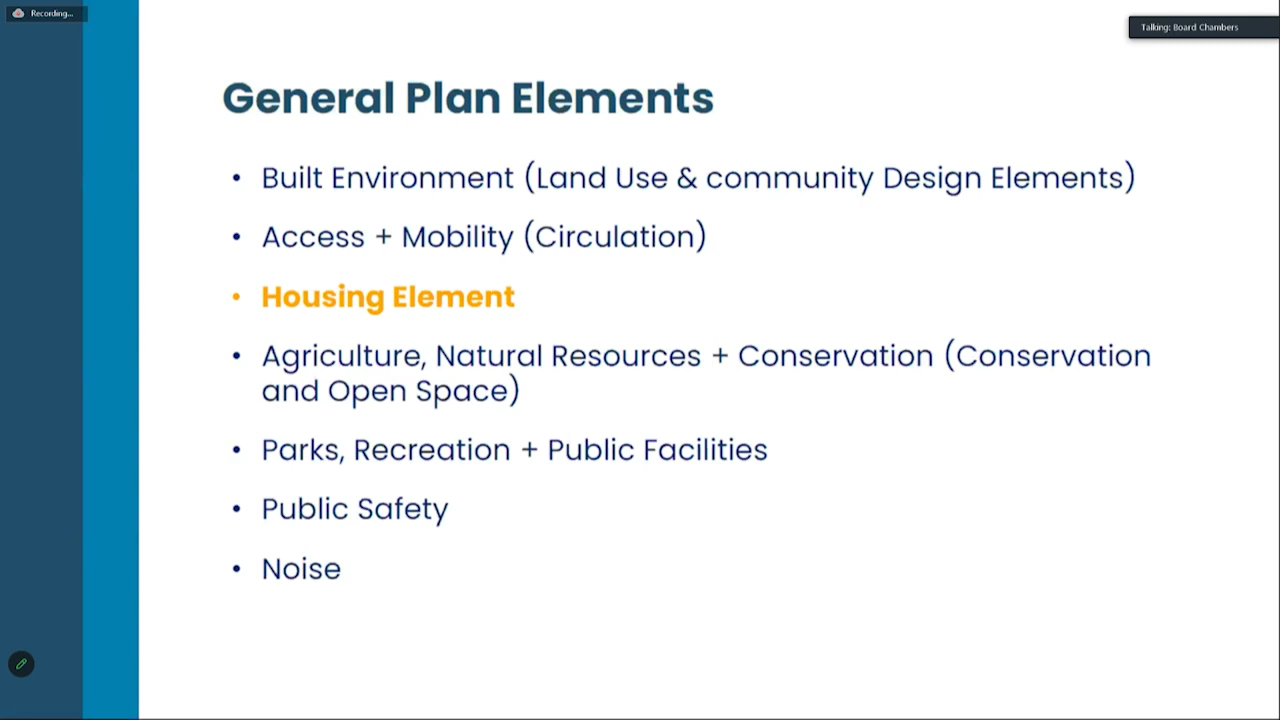 Recording...
Talking: Board Chambers
General Plan Elements
• Built Environment (Land Use & community Design Elements)
• Access + Mobility (Circulation)
• Housing Element
• Agriculture, Natural Resources + Conservation (Conservation
and Open Space)
• Parks, Recreation + Public Facilities
• Public Safety
• Noise